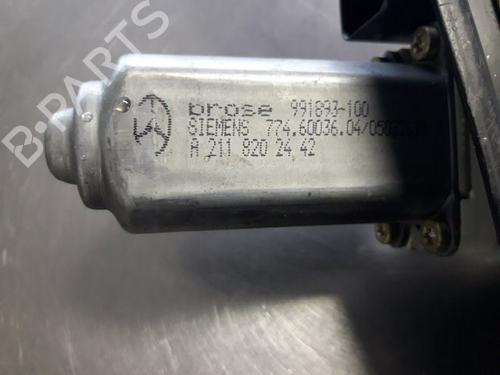 brose 991893-100
SIEMENS 774.60036.04
A 211 820 24 42
B-PARTS